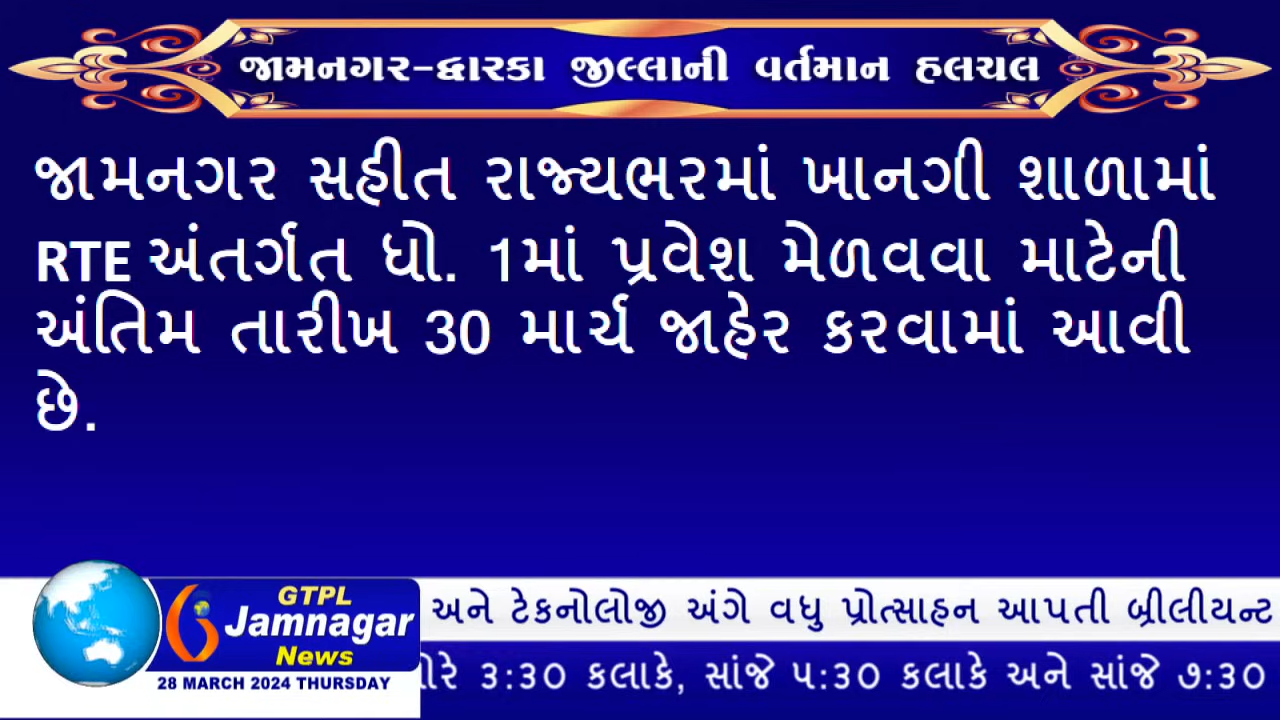 જામનગર-દ્વારકા જીલ્લાની વર્તમાન હલચલ
જામનગર સહીત રાજ્યભરમાં ખાનગી શાળામાં
RTE અંતર્ગત ધો. 1માં પ્રવેશ મેળવવા માટેની
અંતિમ તારીખ 30 માર્ચ જાહેર કરવામાં આવી
છે.
GTPL
Jamnagar
News
28 MARCH 2024 THURSDAY
અને ટેકનોલોજી અંગે વધુ પ્રોત્સાહન આપતી બ્રીલીયન્ટ
3:30 કલાકે, સાંજે ૫:30 કલાકે અને સાંજે ૭:30